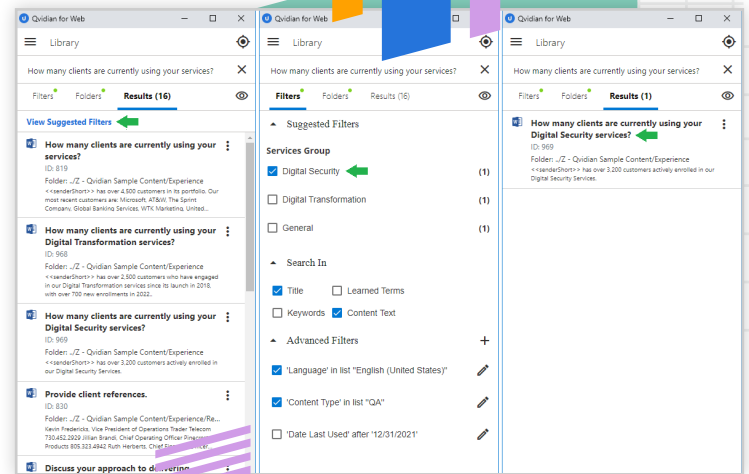 Qvidian for Web
Library
How many clients are currently using your services?
Filters Folders Results (16)
View Suggested Filters
How many clients are currently using your
services?
ID: 819
Folder: ../Z - Qvidian Sample Content/Experience
<<senderShort>> has over 4,500 customers in its portfolio. Our
most recent customers are: Microsoft, AT&W. The Sprint
Company, Global Banking Services, WTK Marketing, United...
How many clients are currently using your
Digital Transformation services?
ID: 968
Folder: ../Z - Qvidian Sample Content/Experience
<<senderShort>> has over 2,500 customers who have engaged
in our Digital Transformation services since its launch in 2018,
with over 700 new enrollments in 2022.
How many clients are currently using your
Digital Security services?
ID: 969
Folder: ../Z - Qvidian Sample Content/Experience
<<senderShort>> has over 3,200 customers actively enrolled in
our Digital Security Services.
Provide client references.
ID: 830
Folder: ../Z - Qvidian Sample Content/Experience/Re...
Kevin Fredericks, Vice President of Operations Trader Telecom
730.452.2929 Jillian Brandi, Chief Operating Officer
Products 805.323.4942 Ruth Herberts, Chief
Discuss your approach to delivering
Qvidian for Web
Library
How many clients are currently using your services?
Filters Folders Results (16)
Suggested Filters
Services Group
Digital Security (1)
Digital Transformation (1)
General (1)
Search In
Title Learned Terms
Keywords Content Text
Advanced Filters +
'Language' in list "English (United States)"
'Content Type' in list "QA"
'Date Last Used' after '12/31/2021'
Qvidian for Web
Library
How many clients are currently using your services?
Filters Folders Results (1)
How many clients are currently using your
Digital Security services?
ID: 969
Folder: ../Z - Qvidian Sample Content/Experience
<<senderShort>> has over 3,200 customers actively enrolled in our
Digital Security Services.